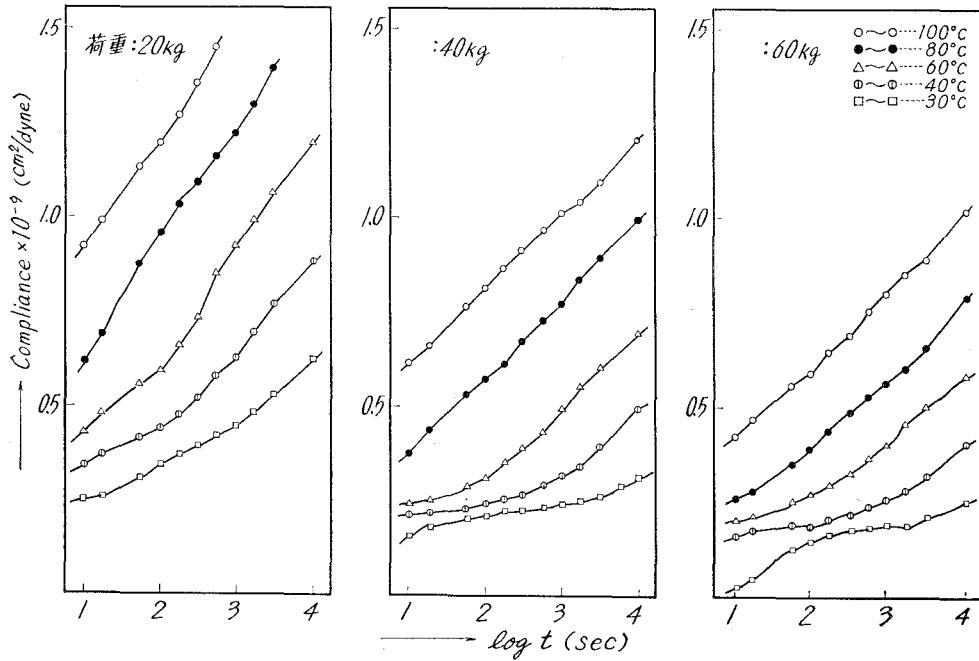 荷重:20kg
:40kg
:60kg
○~○----100°C
●~●----80°C
△~△----60°C
⦶~⦶----40°C
□~□----30°C
→ Compliance ×10⁻⁹ (cm²/dyne)
1.5
1.0
0.5
1.5
1.0
0.5
1.5
1.0
0.5
1 2 3 4
1 2 3 4
1 2 3 4
→ log t (sec)